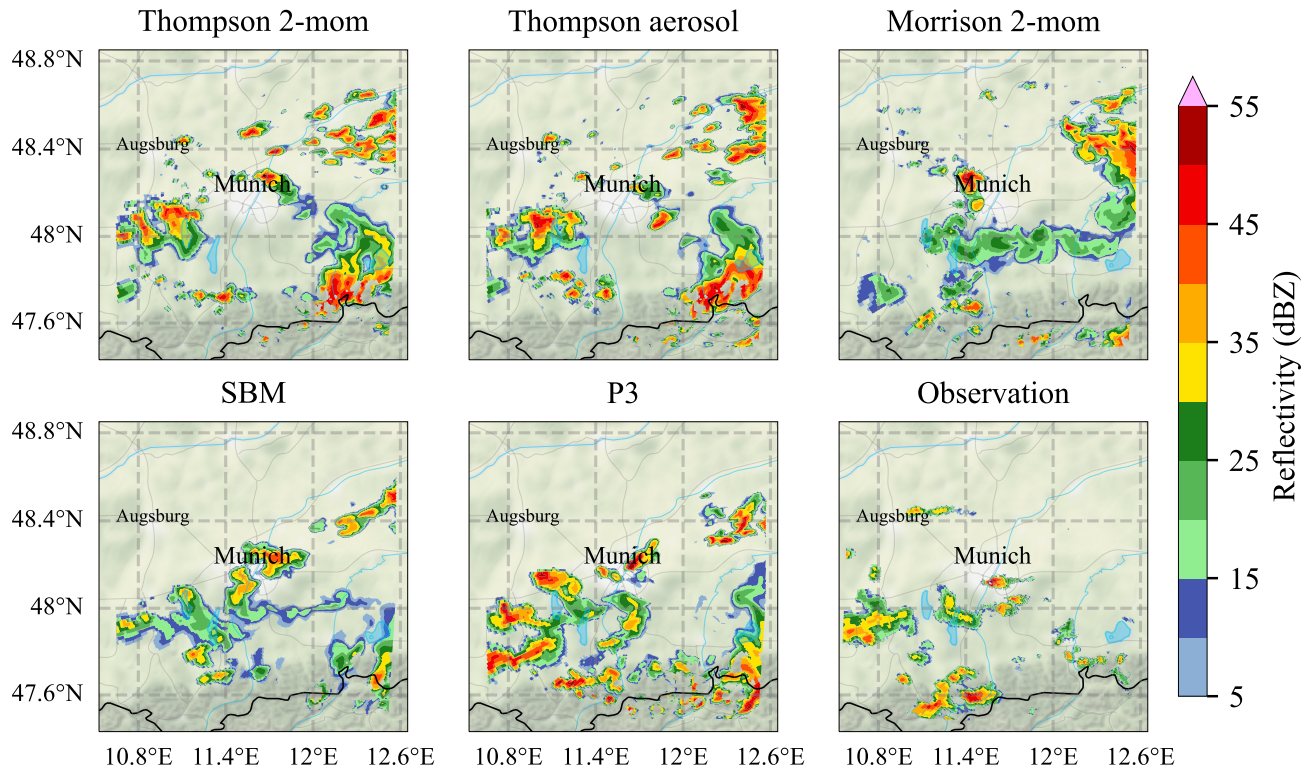 Thompson 2-mom
Thompson aerosol
Morrison 2-mom
48.8°N
48.4°N
48°N
47.6°N
Augsburg
Munich
Augsburg
Munich
Augsburg
Munich
SBM
P3
Observation
48.8°N
48.4°N
48°N
47.6°N
Augsburg
Munich
Augsburg
Munich
Augsburg
Munich
10.8°E 11.4°E 12°E 12.6°E
10.8°E 11.4°E 12°E 12.6°E
10.8°E 11.4°E 12°E 12.6°E
55
45
35
25
15
5
Reflectivity (dBZ)